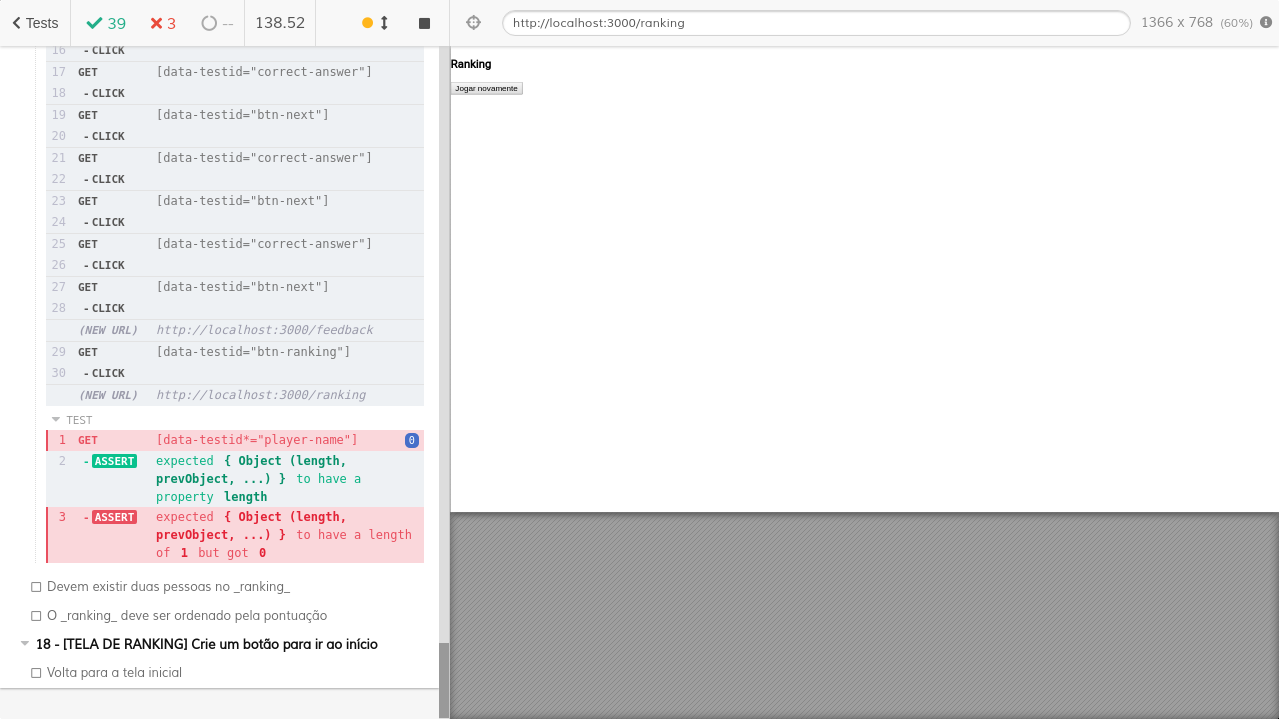 Tests 39 3 -- 138.52 http://localhost:3000/ranking 1366 x 768 (60%)
16 - CLICK
17 GET [data-testid="correct-answer"]
18 - CLICK
19 GET [data-testid="btn-next"]
20 - CLICK
21 GET [data-testid="correct-answer"]
22 - CLICK
23 GET [data-testid="btn-next"]
24 - CLICK
25 GET [data-testid="correct-answer"]
26 - CLICK
27 GET [data-testid="btn-next"]
28 - CLICK
(NEW URL) http://localhost:3000/feedback
29 GET [data-testid="btn-ranking"]
30 - CLICK
(NEW URL) http://localhost:3000/ranking
TEST
1 GET [data-testid*="player-name"] 0
2 - ASSERT expected { Object (length,
prevObject, ...) } to have a
property length
3 - ASSERT expected { Object (length,
prevObject, ...) } to have a length
of 1 but got 0
Devem existir duas pessoas no _ranking_
O _ranking_ deve ser ordenado pela pontuação
18 - [TELA DE RANKING] Crie um botão para ir ao início
Volta para a tela inicial
Ranking
Jogar novamente